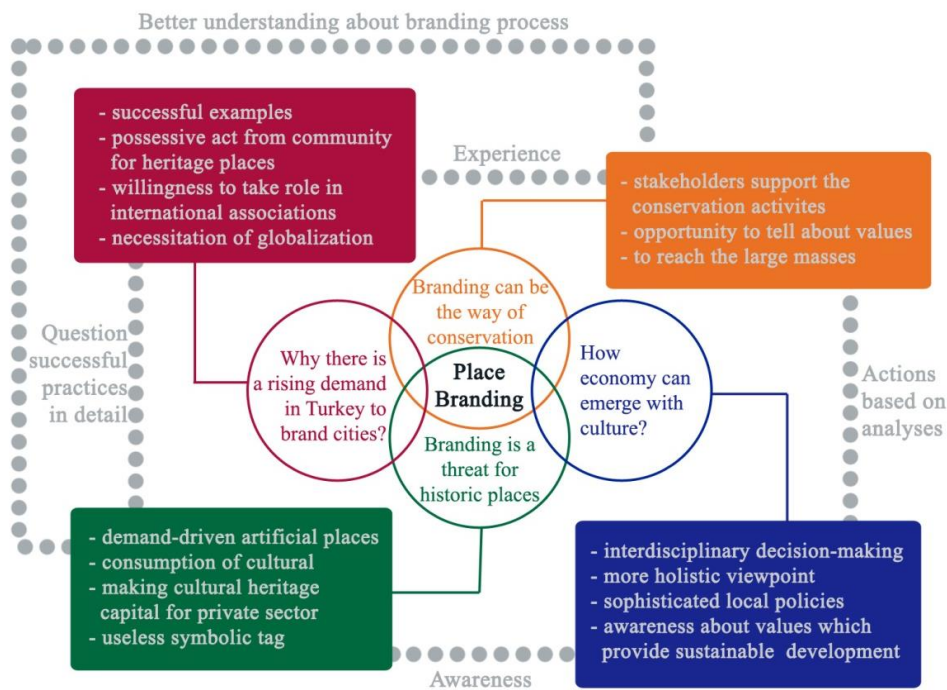 Better understanding about branding process
- successful examples
- possessive act from community
for heritage places
- willingness to take role in
international associations
- necessitation of globalization
Experience
- stakeholders support the
conservation activites
- opportunity to tell about values
- to reach the large masses
Question
successful
practices
in detail
Why there is
a rising demand
in Turkey to
brand cities?
Branding can be
the way of
conservation
Place
Branding
Branding is a
threat for
historic places
How
economy can
emerge with
culture?
Actions
based on
analyses
- demand-driven artificial places
- consumption of cultural
- making cultural heritage
capital for private sector
- useless symbolic tag
- interdisciplinary decision-making
- more holistic viewpoint
- sophisticated local policies
- awareness about values which
provide sustainable development
Awareness